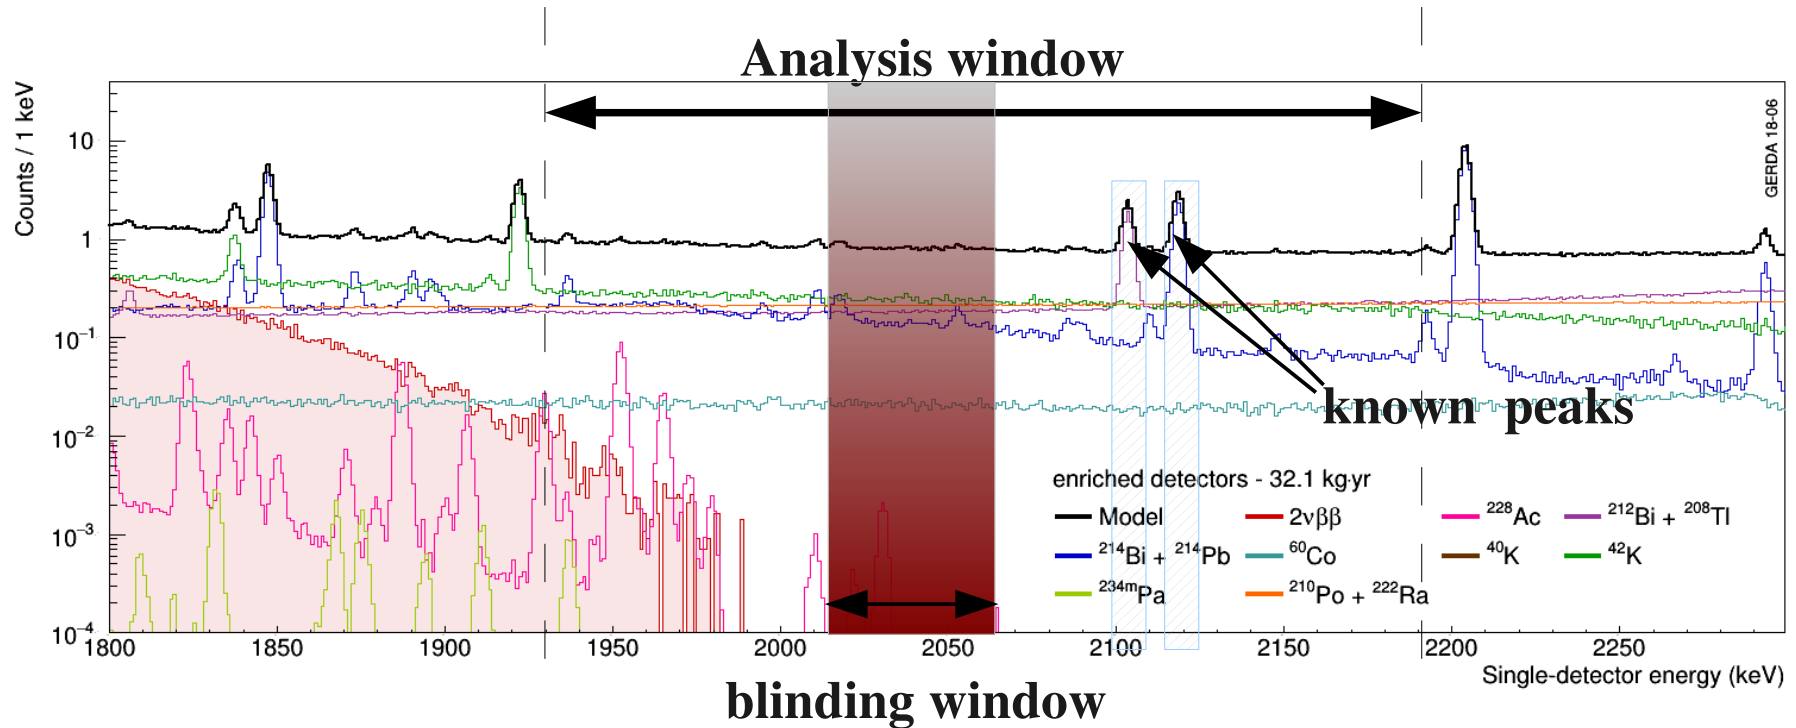 Analysis window
Counts / 1 keV
10
1
10⁻¹
10⁻²
10⁻³
10⁻⁴
GERDA 18-06
known peaks
enriched detectors - 32.1 kg·yr
Model 2νββ ²²⁸Ac ²¹²Bi + ²⁰⁸Tl
²¹⁴Bi + ²¹⁴Pb ⁶⁰Co ⁴⁰K ⁴²K
²³⁴ᵐPa ²¹⁰Po + ²²²Ra
1800 1850 1900 1950 2000 2050 2100 2150 2200 2250
Single-detector energy (keV)
blinding window